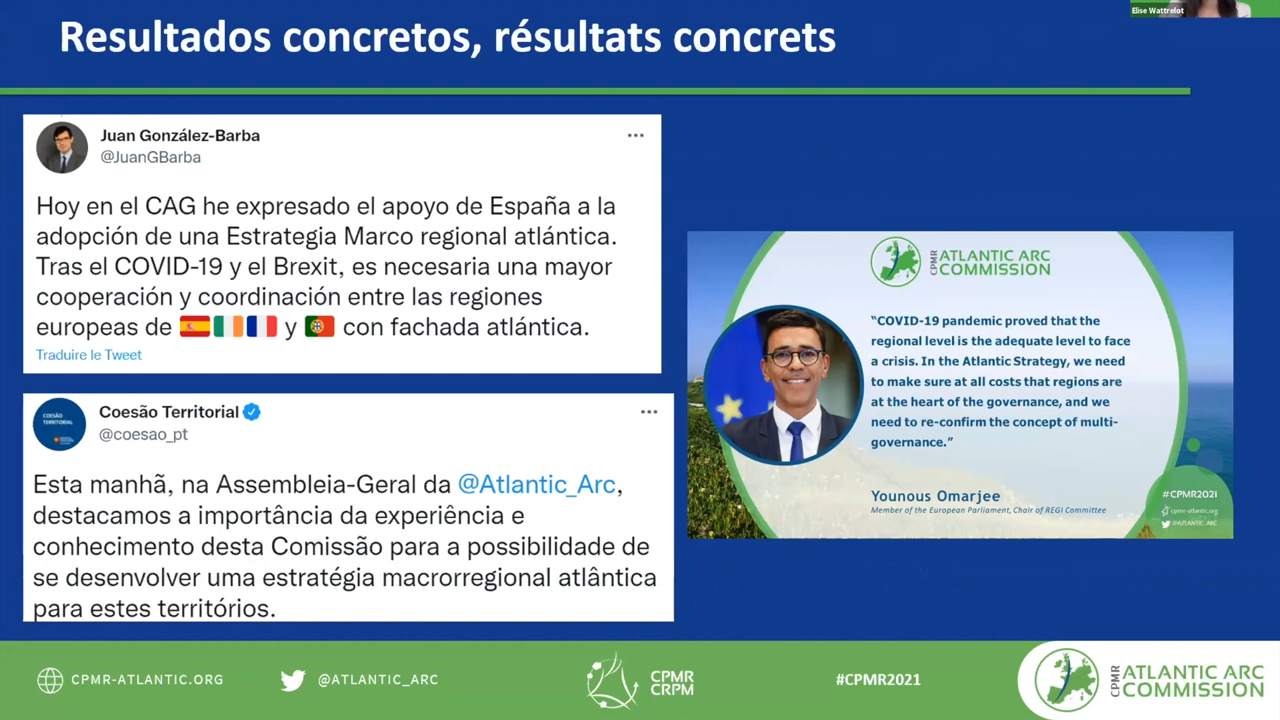 Elise Wattrelot
Resultados concretos, résultats concrets
Juan González-Barba
@JuanGBarba
Hoy en el CAG he expresado el apoyo de España a la
adopción de una Estrategia Marco regional atlántica.
Tras el COVID-19 y el Brexit, es necesaria una mayor
cooperación y coordinación entre las regiones
europeas de 🇪🇸🇮🇪🇫🇷 y 🇵🇹 con fachada atlántica.
Traduire le Tweet
COESÃO
TERRITORIAL
Coesão Territorial
@coesao_pt
Esta manhã, na Assembleia-Geral da @Atlantic_Arc,
destacamos a importância da experiência e
conhecimento desta Comissão para a possibilidade de
se desenvolver uma estratégia macrorregional atlântica
para estes territórios.
CPMR ATLANTIC ARC
COMMISSION
“COVID-19 pandemic proved that the
regional level is the adequate level to face
a crisis. In the Atlantic Strategy, we need
to make sure at all costs that regions are
at the heart of the governance, and we
need to re-confirm the concept of multi-
governance.”
Younous Omarjee
Member of the European Parliament, Chair of REGI Committee
#CPMR2021
cpmr-atlantic.org
@ATLANTIC_ARC
CPMR-ATLANTIC.ORG
@ATLANTIC_ARC
CPMR
CRPM
#CPMR2021
CPMR ATLANTIC ARC
COMMISSION